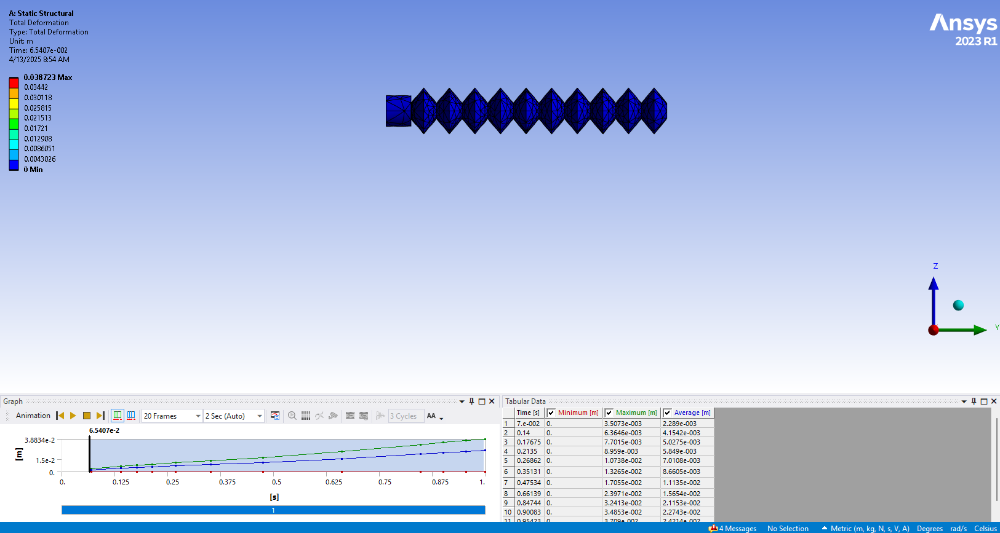 A: Static Structural
Total Deformation
Type: Total Deformation
Unit: m
Time: 6.5407e-002
4/13/2025 8:54 AM
0.038723 Max
0.03442
0.030118
0.025815
0.021513
0.01721
0.012908
0.0086051
0.0043026
0 Min
Ansys
2023 R1
Z
Y
Graph
Animation
20 Frames
2 Sec (Auto)
3 Cycles
AA
6.5407e-2
3.8834e-2
1.5e-2
0.
[m]
0. 0.125 0.25 0.375 0.5 0.625 0.75 0.875 1.
[s]
1
Tabular Data
Time [s] Minimum [m] Maximum [m] Average [m]
1 7.e-002 0. 3.5073e-003 2.289e-003
2 0.14 0. 6.3646e-003 4.1542e-003
3 0.17675 0. 7.7015e-003 5.0275e-003
4 0.2135 0. 8.959e-003 5.849e-003
5 0.26862 0. 1.0738e-002 7.0108e-003
6 0.35131 0. 1.3265e-002 8.6605e-003
7 0.47534 0. 1.7055e-002 1.1135e-002
8 0.66139 0. 2.3971e-002 1.5654e-002
9 0.84744 0. 3.2413e-002 2.1153e-002
10 0.90083 0. 3.4853e-002 2.2743e-002
11 0.95423 0. 3.709e-002 2.4214e-002
4 Messages No Selection Metric (m, kg, N, s, V, A) Degrees rad/s Celsius